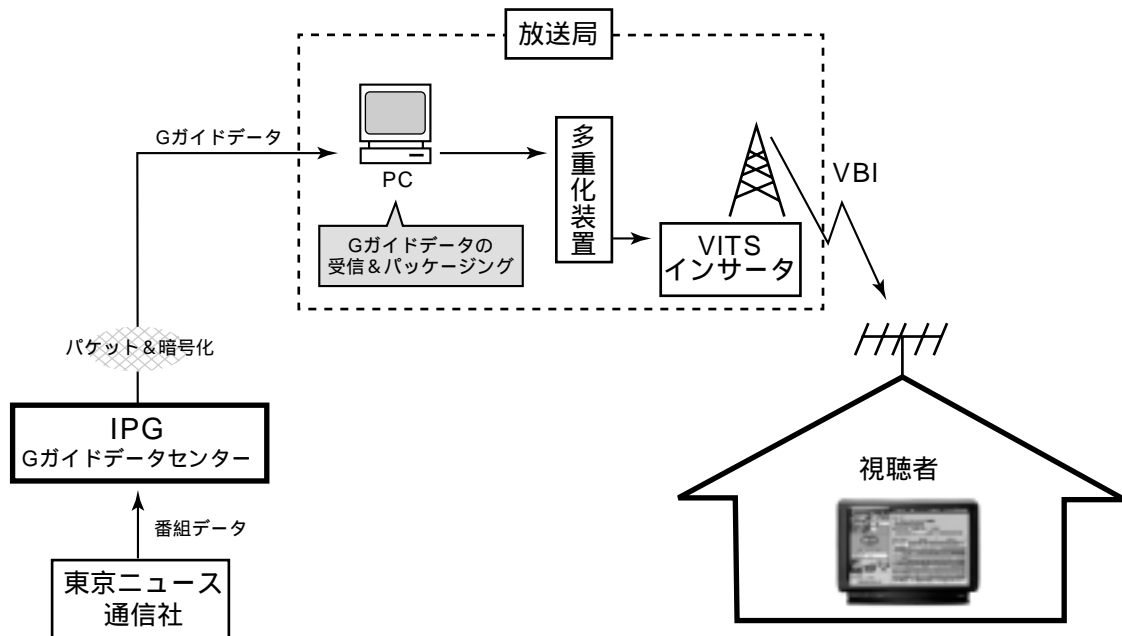 放送局
Gガイドデータ
PC
Gガイドデータの
受信＆パッケージング
多重化装置
VITS
インサータ
VBI
パケット＆暗号化
IPG
Gガイドデータセンター
番組データ
東京ニュース
通信社
視聴者